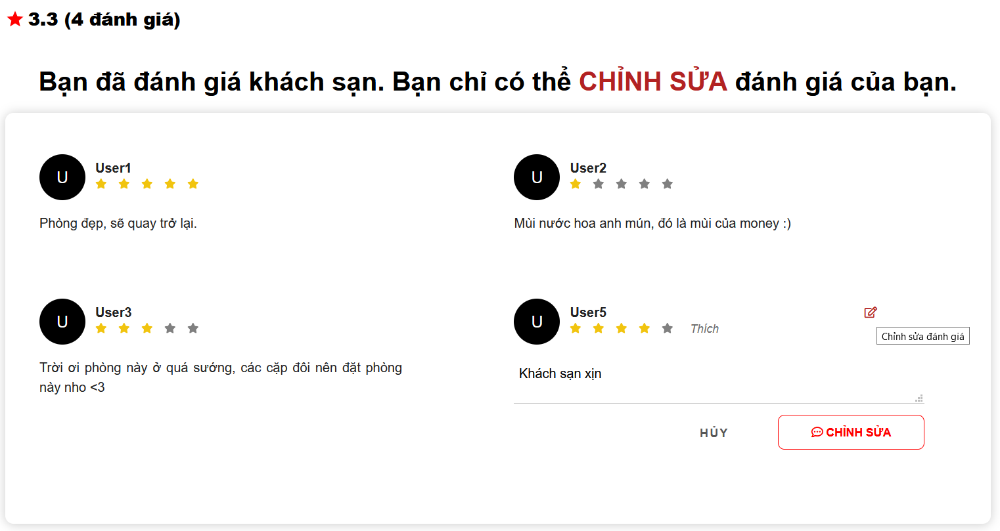 3.3 (4 đánh giá)
Bạn đã đánh giá khách sạn. Bạn chỉ có thể CHỈNH SỬA đánh giá của bạn.
U
User1
Phòng đẹp, sẽ quay trở lại.
U
User2
Mùi nước hoa anh mún, đó là mùi của money :)
U
User3
Trời ơi phòng này ở quá sướng, các cặp đôi nên đặt phòng
này nho <3
U
User5
Thích
Chỉnh sửa đánh giá
Khách sạn xịn
HỦY
CHỈNH SỬA